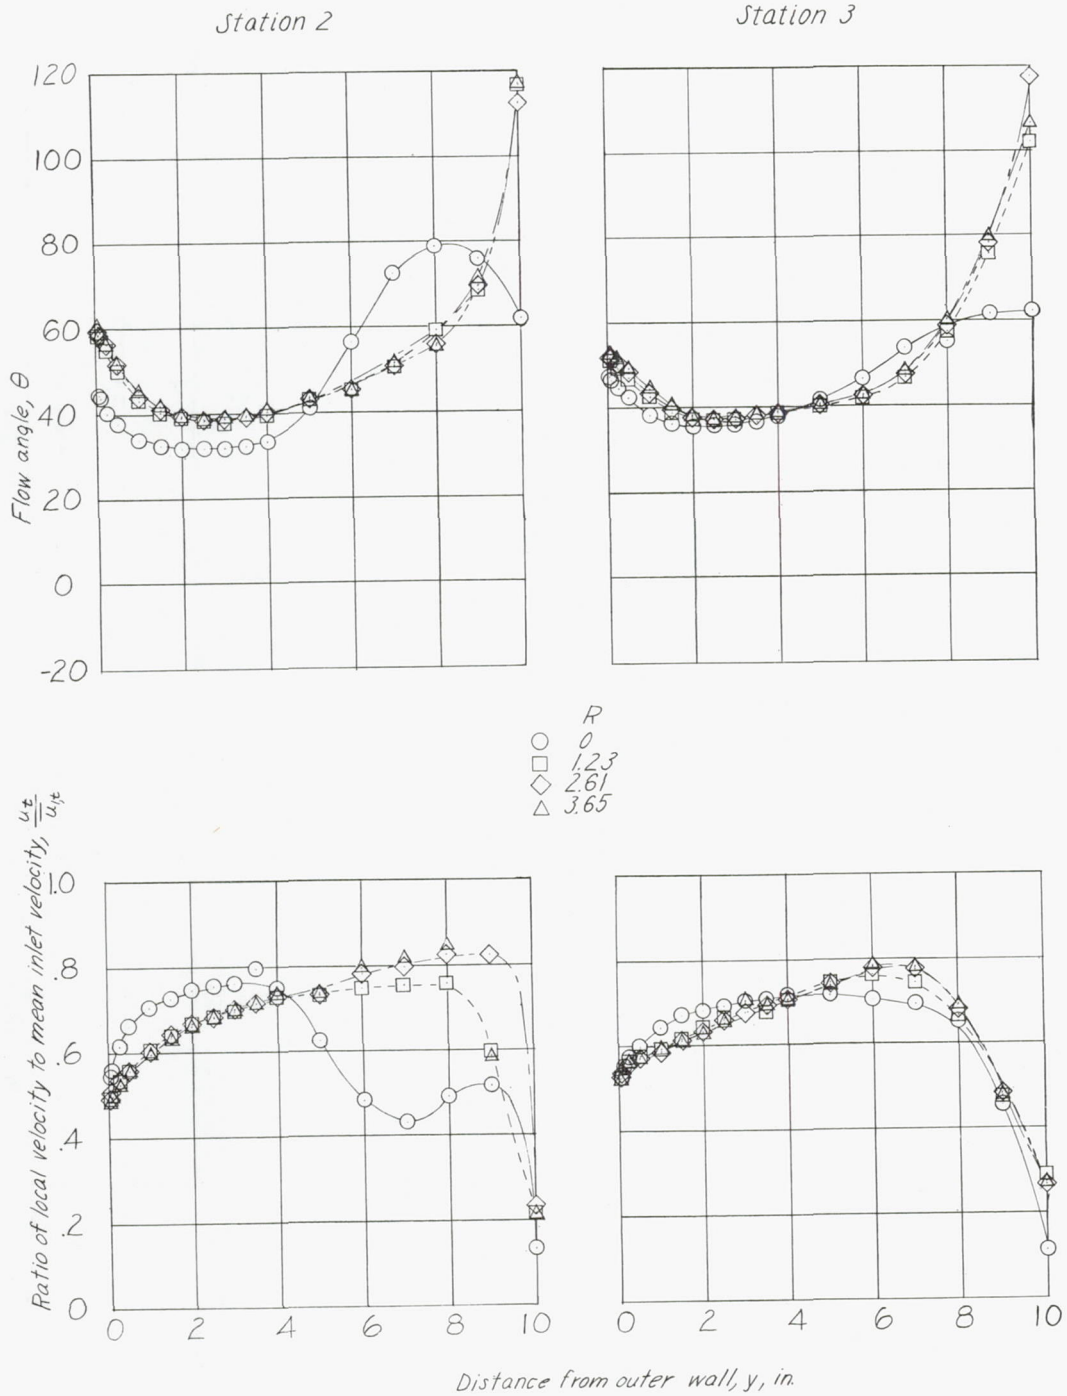 Station 2
Station 3
120
100
80
60
40
20
0
-20
Flow angle, θ
R
0
1.23
2.61
3.65
1.0
.8
.6
.4
.2
0
Ratio of local velocity to mean inlet velocity,
0 2 4 6 8 10
0 2 4 6 8 10
Distance from outer wall, y, in.